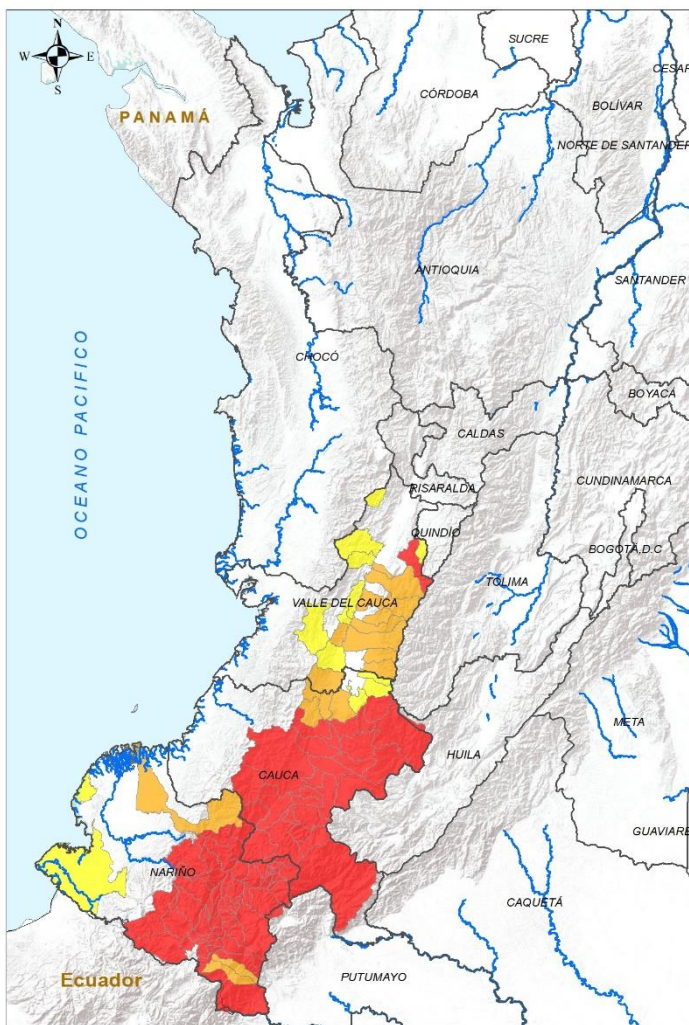 N
W E
S
SUCRE
CESAR
CÓRDOBA
BOLÍVAR
PANAMÁ
NORTE DE SANTANDER
ANTIOQUIA
SANTANDER
OCEANO PACIFICO
CHOCÓ
BOYACÁ
CALDAS
CUNDINAMARCA
RISARALDA
QUINDÍO
BOGOTÁ,D.C
TOLIMA
VALLE DEL CAUCA
META
HUILA
CAUCA
GUAVIARE
NARIÑO
CAQUETÁ
Ecuador
PUTUMAYO